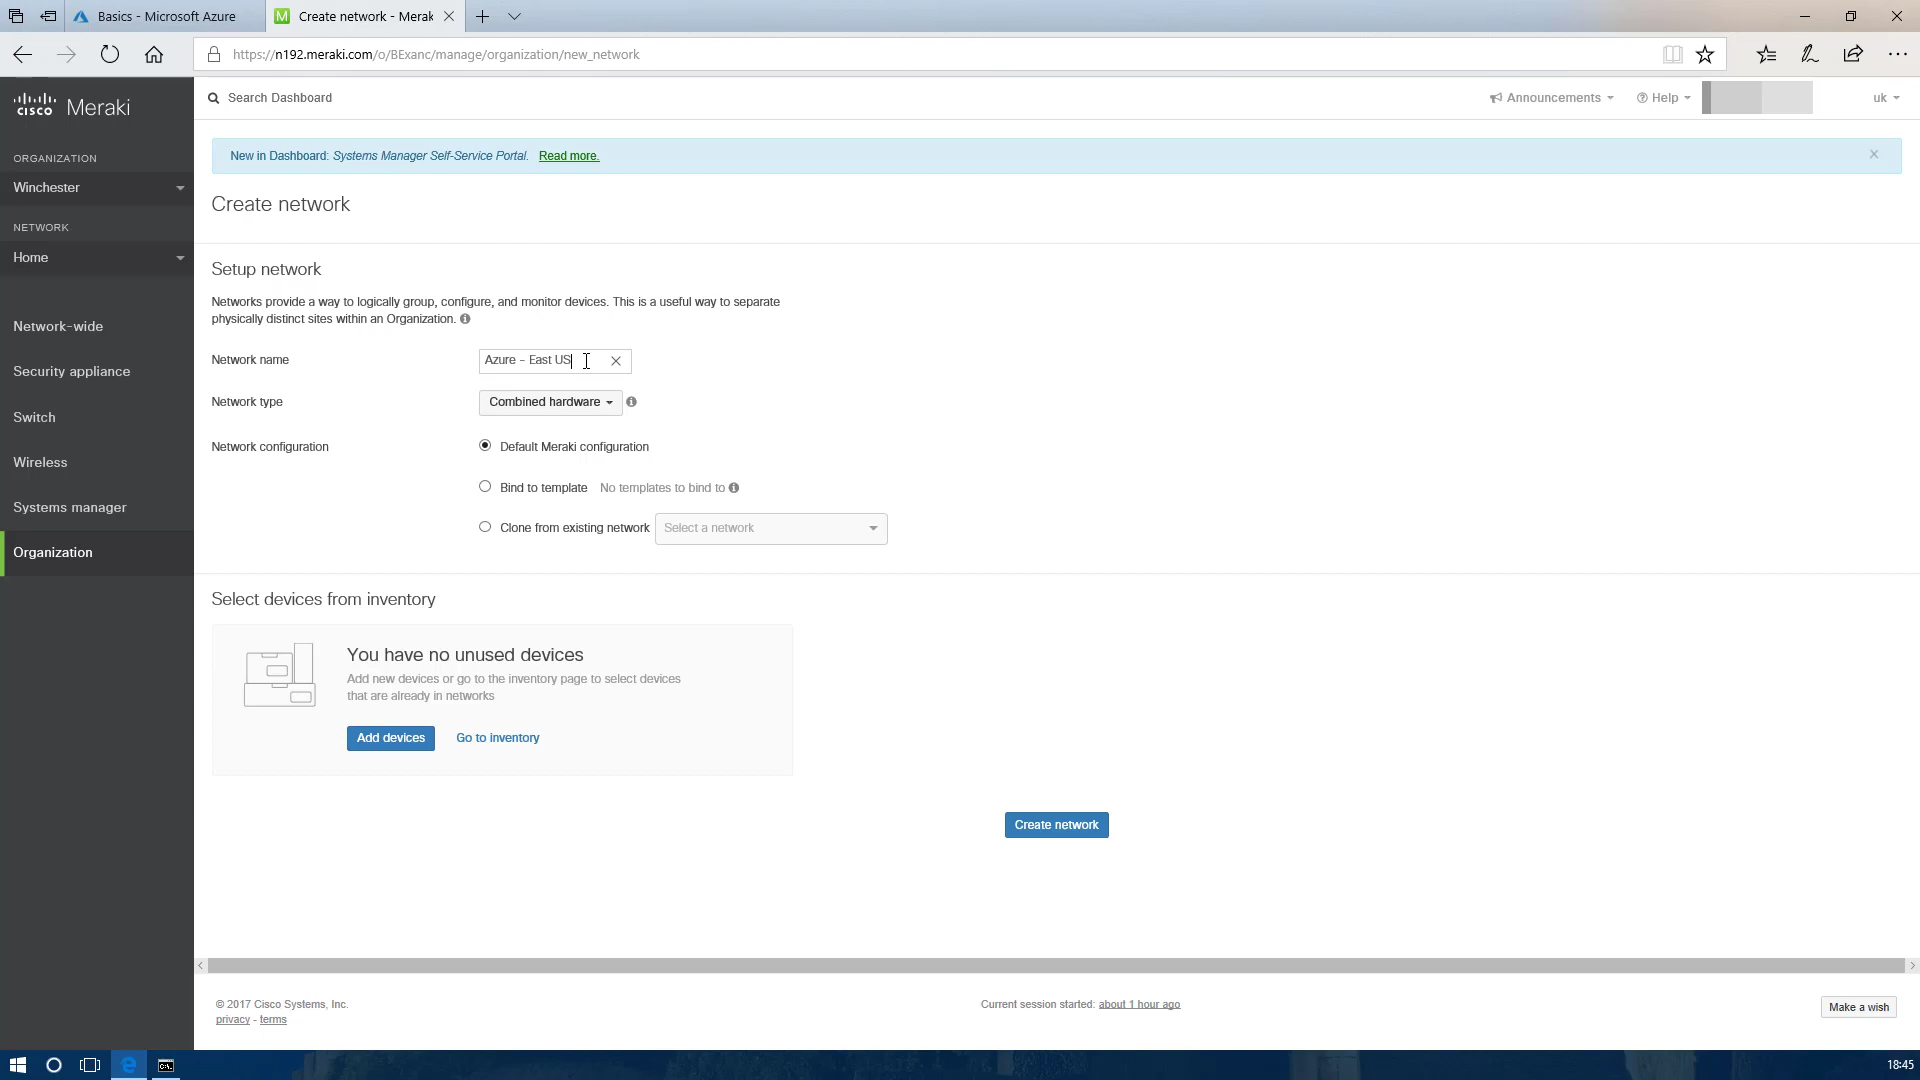 Basics - Microsoft Azure
Create network - Merak
https://n192.meraki.com/o/BExanc/manage/organization/new_network
cisco Meraki
Search Dashboard
Announcements
Help
uk
ORGANIZATION
Winchester
NETWORK
Home
Network-wide
Security appliance
Switch
Wireless
Systems manager
Organization
New in Dashboard: Systems Manager Self-Service Portal. Read more.
Create network
Setup network
Networks provide a way to logically group, configure, and monitor devices. This is a useful way to separate
physically distinct sites within an Organization.
Network name
Azure - East US
Network type
Combined hardware
Network configuration
Default Meraki configuration
Bind to template No templates to bind to
Clone from existing network Select a network
Select devices from inventory
You have no unused devices
Add new devices or go to the inventory page to select devices
that are already in networks
Add devices
Go to inventory
Create network
© 2017 Cisco Systems, Inc.
privacy - terms
Current session started: about 1 hour ago
Make a wish
18:45